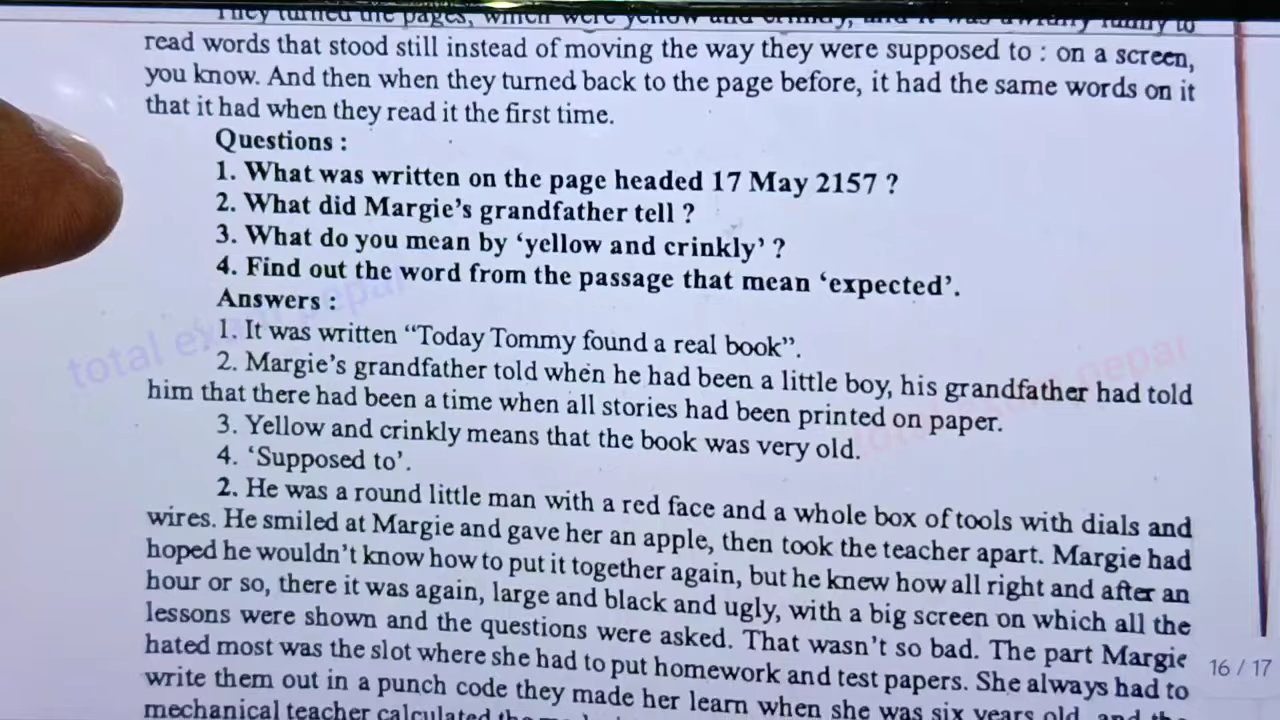 They turned the pages, which were yellow and crinkly, and it was awfully funny to
read words that stood still instead of moving the way they were supposed to : on a screen,
you know. And then when they turned back to the page before, it had the same words on it
that it had when they read it the first time.
Questions :
1. What was written on the page headed 17 May 2157 ?
2. What did Margie's grandfather tell ?
3. What do you mean by 'yellow and crinkly' ?
4. Find out the word from the passage that mean 'expected'.
Answers :
1. It was written “Today Tommy found a real book”.
2. Margie's grandfather told when he had been a little boy, his grandfather had told
him that there had been a time when all stories had been printed on paper.
3. Yellow and crinkly means that the book was very old.
4. 'Supposed to'.
2. He was a round little man with a red face and a whole box of tools with dials and
wires. He smiled at Margie and gave her an apple, then took the teacher apart. Margie had
hoped he wouldn't know how to put it together again, but he knew how all right and after an
hour or so, there it was again, large and black and ugly, with a big screen on which all the
lessons were shown and the questions were asked. That wasn't so bad. The part Margie
hated most was the slot where she had to put homework and test papers. She always had to
write them out in a punch code they made her learn when she was six years old, and the
mechanical teacher calculated the
16 / 17